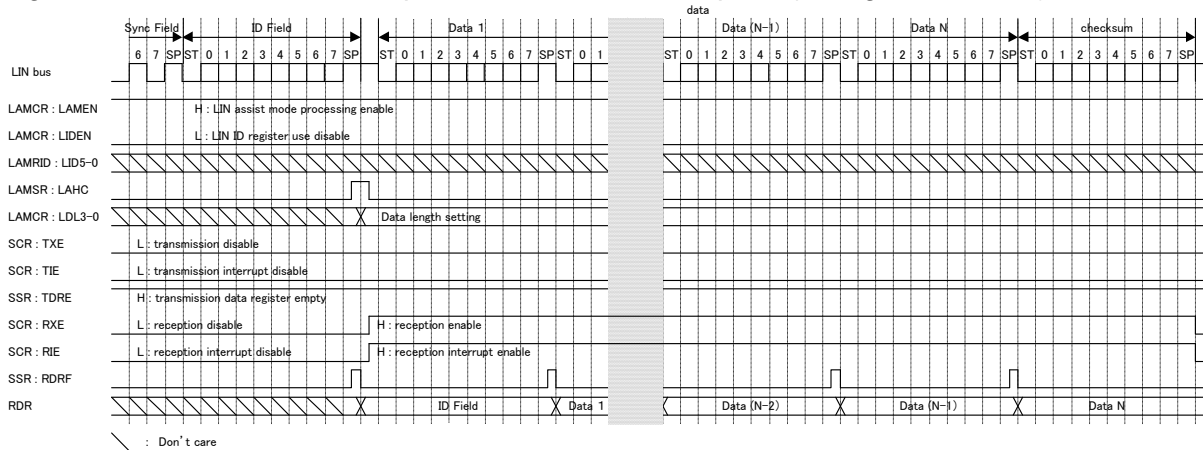 data
Sync Field ID Field Data 1 Data (N-1) Data N checksum
6 7 SP ST 0 1 2 3 4 5 6 7 SP ST 0 1 2 3 4 5 6 7 SP ST 0 1 ST 0 1 2 3 4 5 6 7 SP ST 0 1 2 3 4 5 6 7 SP ST 0 1 2 3 4 5 6 7 SP
LIN bus
LAMCR : LAMEN H : LIN assist mode processing enable
LAMCR : LIDEN L : LIN ID register use disable
LAMRID : LID5-0
LAMSR : LAHC
LAMCR : LDL3-0 Data length setting
SCR : TXE L : transmission disable
SCR : TIE L : transmission interrupt disable
SSR : TDRE H : transmission data register empty
SCR : RXE L : reception disable H : reception enable
SCR : RIE L : reception interrupt disable H : reception interrupt enable
SSR : RDRF
RDR ID Field Data 1 Data (N-2) Data (N-1) Data N
: Don't care